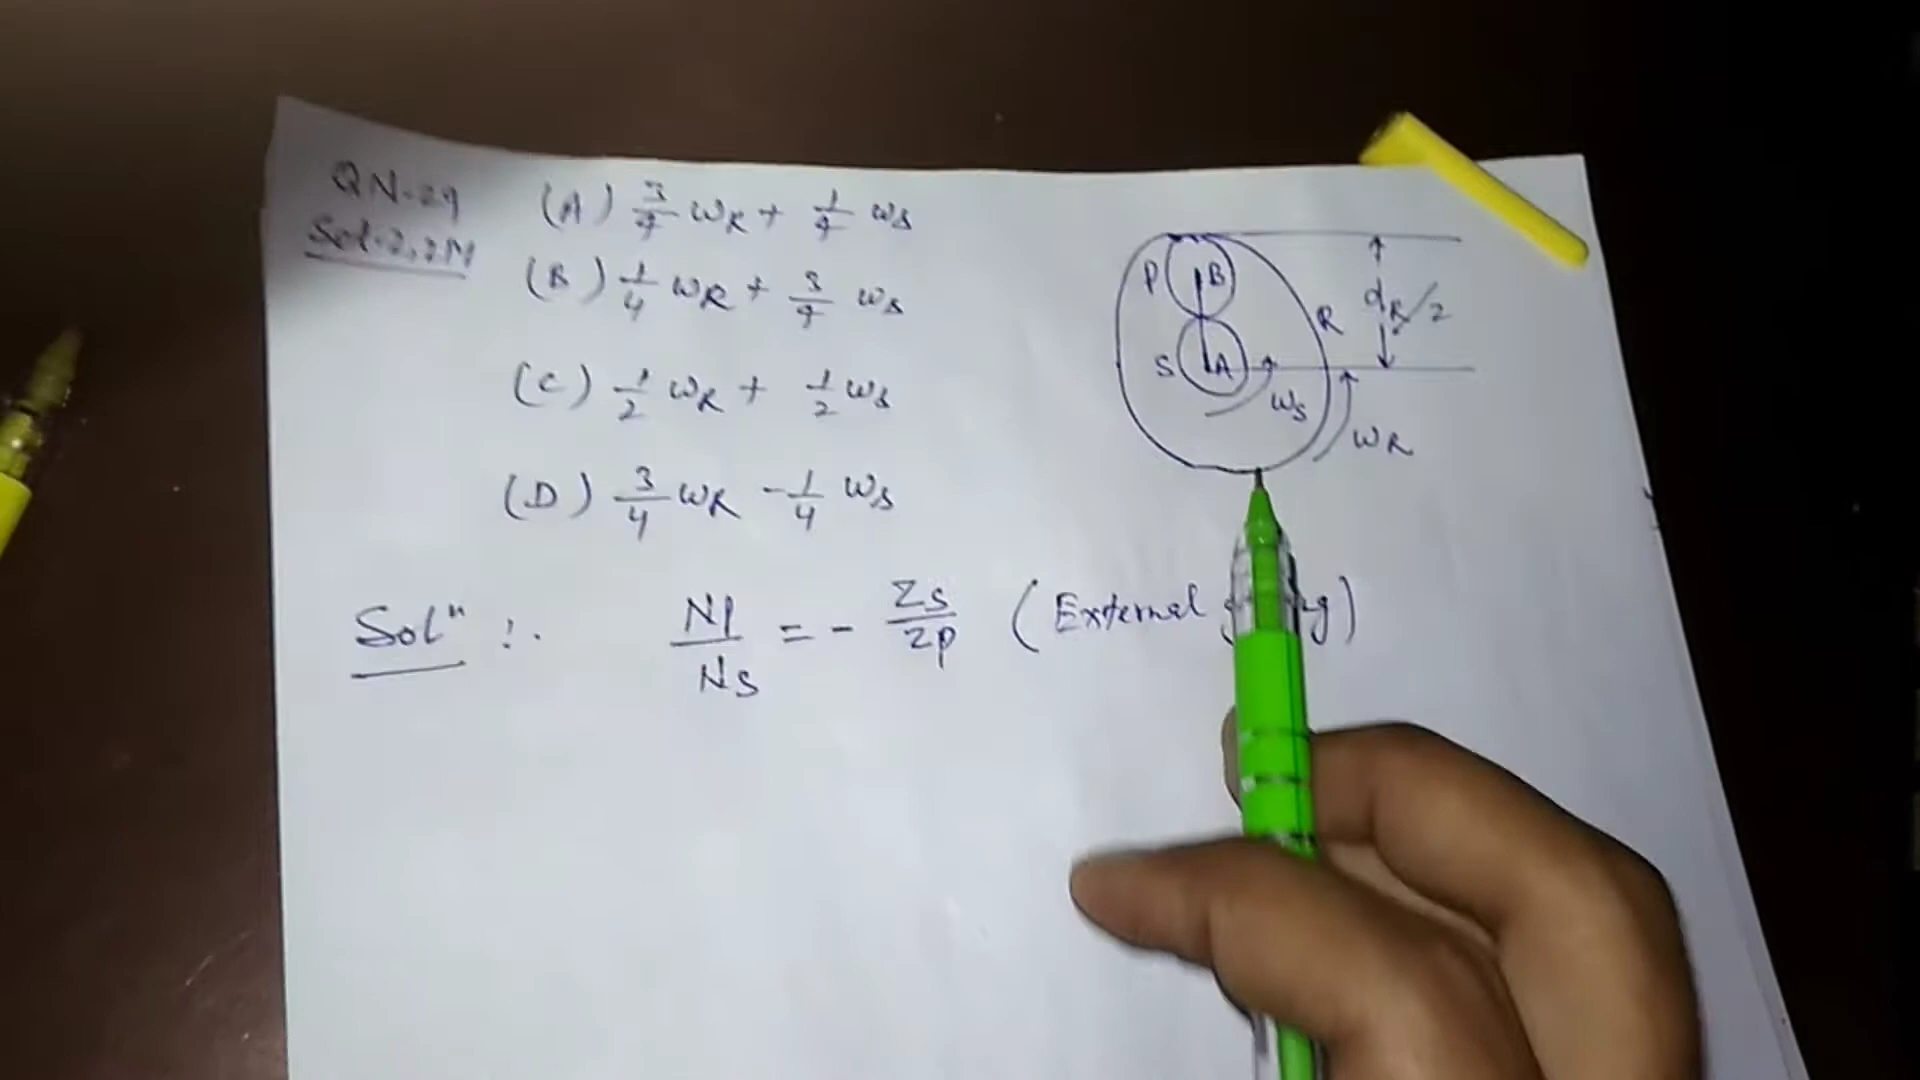 QN-29
Set-2, 2M
(A) 3/4 ωR + 1/4 ωs
(B) 1/4 ωR + 3/4 ωs
(C) 1/2 ωR + 1/2 ωs
(D) 3/4 ωR - 1/4 ωs
P B
R
dR/2
S A
ωs
ωR
Solⁿ :.
NP/NS = - Zs/Zp (External